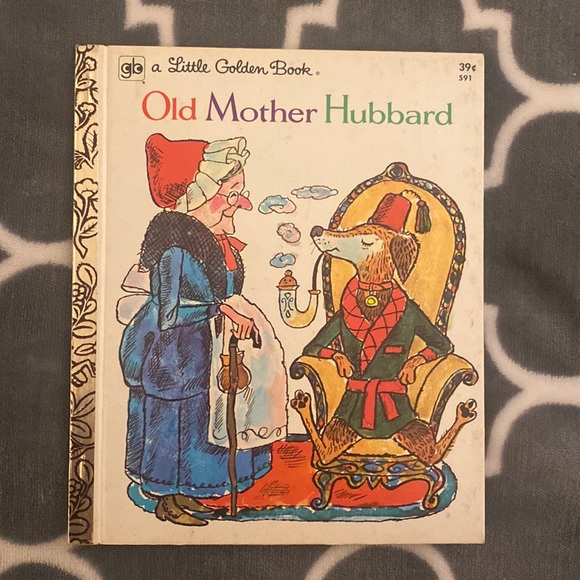 gb a Little Golden Book®
39¢
591
Old Mother Hubbard